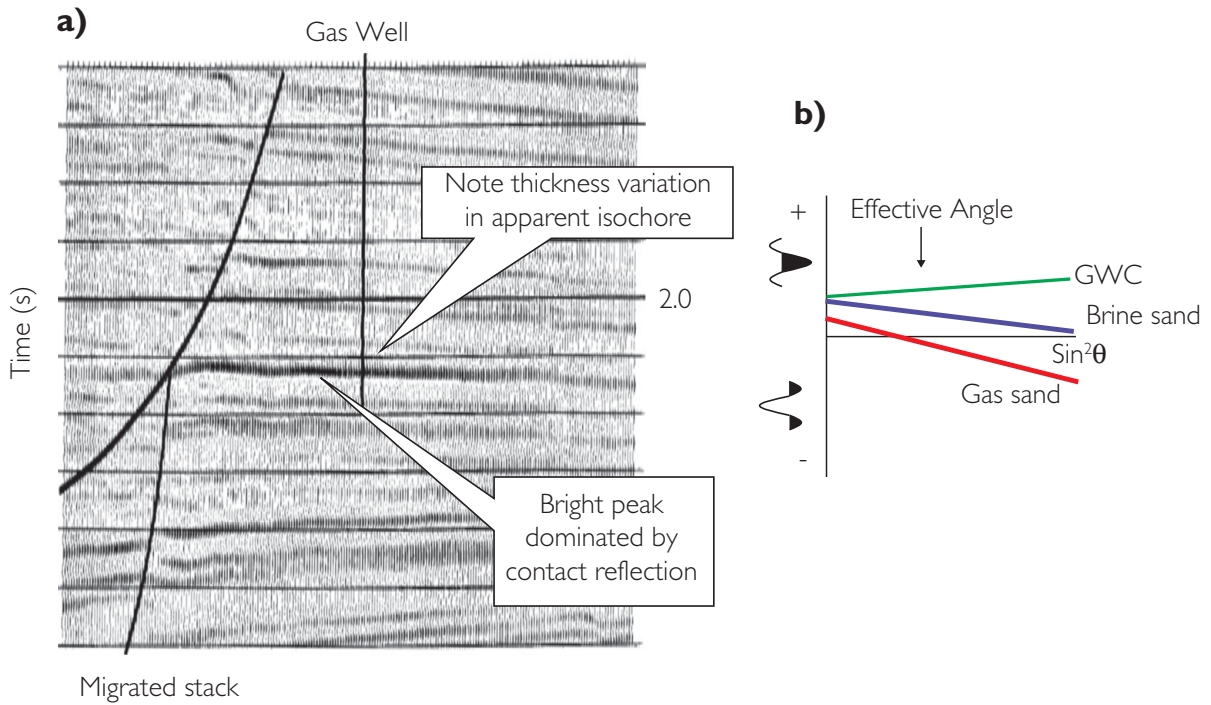 a)
Gas Well
Note thickness variation
in apparent isochore
2.0
Time (s)
Bright peak
dominated by
contact reflection
Migrated stack
b)
+
Effective Angle
GWC
Brine sand
Sin²θ
Gas sand
-